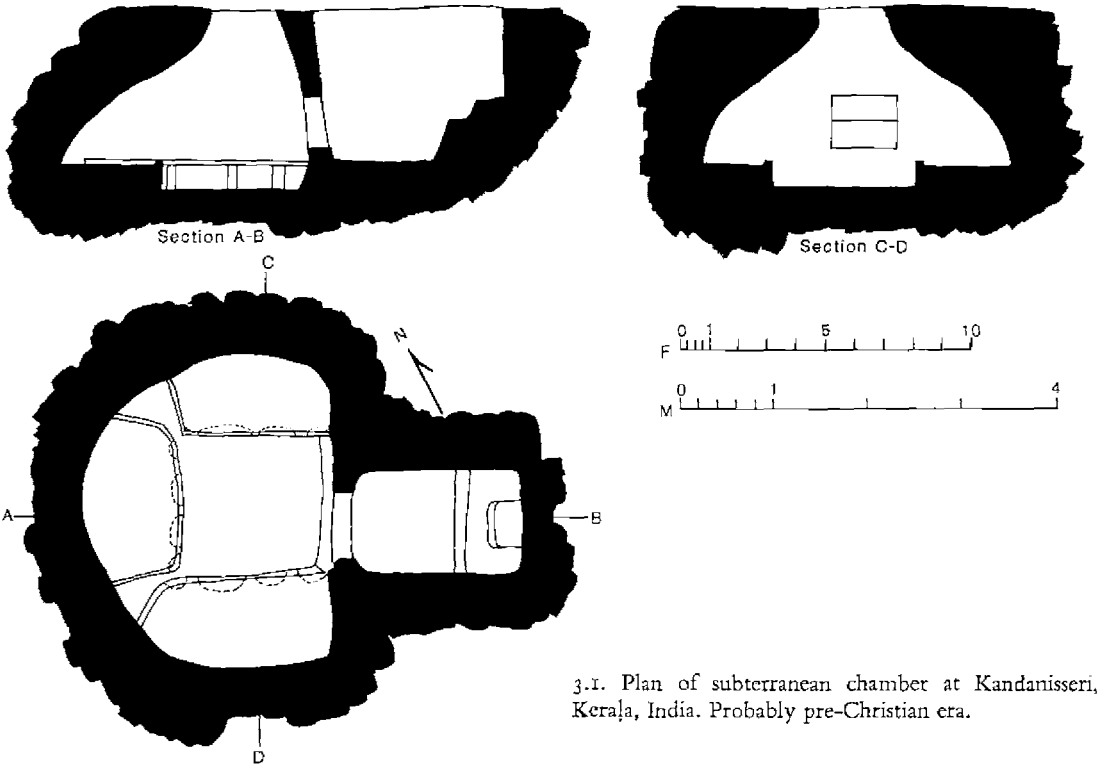 Section A-B
Section C-D
C
N
0 1 5 10
F
0 1 4
M
A
B
D
3.1. Plan of subterranean chamber at Kandanisseri,
Keraḷa, India. Probably pre-Christian era.